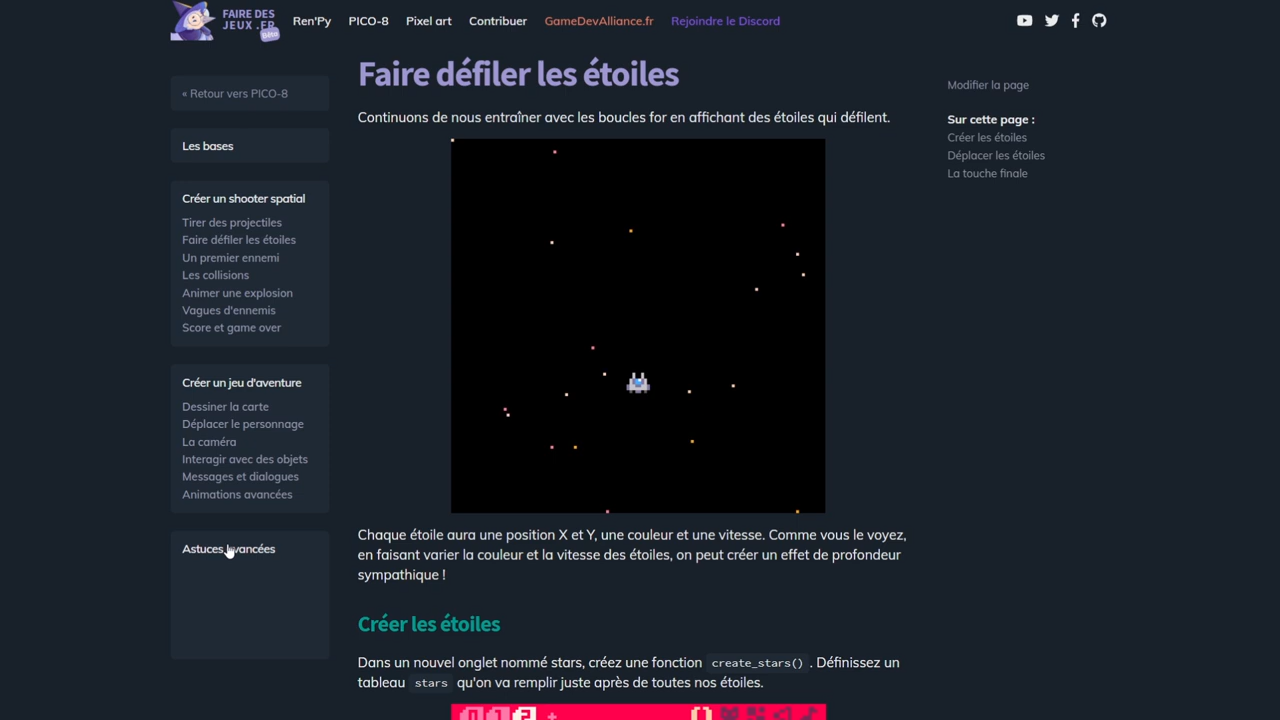 FAIRE DES
JEUX .FR
Bêta
Ren'Py
PICO-8
Pixel art
Contribuer
GameDevAlliance.fr
Rejoindre le Discord
« Retour vers PICO-8
Les bases
Créer un shooter spatial
Tirer des projectiles
Faire défiler les étoiles
Un premier ennemi
Les collisions
Animer une explosion
Vagues d'ennemis
Score et game over
Créer un jeu d'aventure
Dessiner la carte
Déplacer le personnage
La caméra
Interagir avec des objets
Messages et dialogues
Animations avancées
Astuces avancées
Faire défiler les étoiles
Continuons de nous entraîner avec les boucles for en affichant des étoiles qui défilent.
Chaque étoile aura une position X et Y, une couleur et une vitesse. Comme vous le voyez,
en faisant varier la couleur et la vitesse des étoiles, on peut créer un effet de profondeur
sympathique !
Créer les étoiles
Dans un nouvel onglet nommé stars, créez une fonction create_stars() . Définissez un
tableau stars qu'on va remplir juste après de toutes nos étoiles.
Modifier la page
Sur cette page :
Créer les étoiles
Déplacer les étoiles
La touche finale